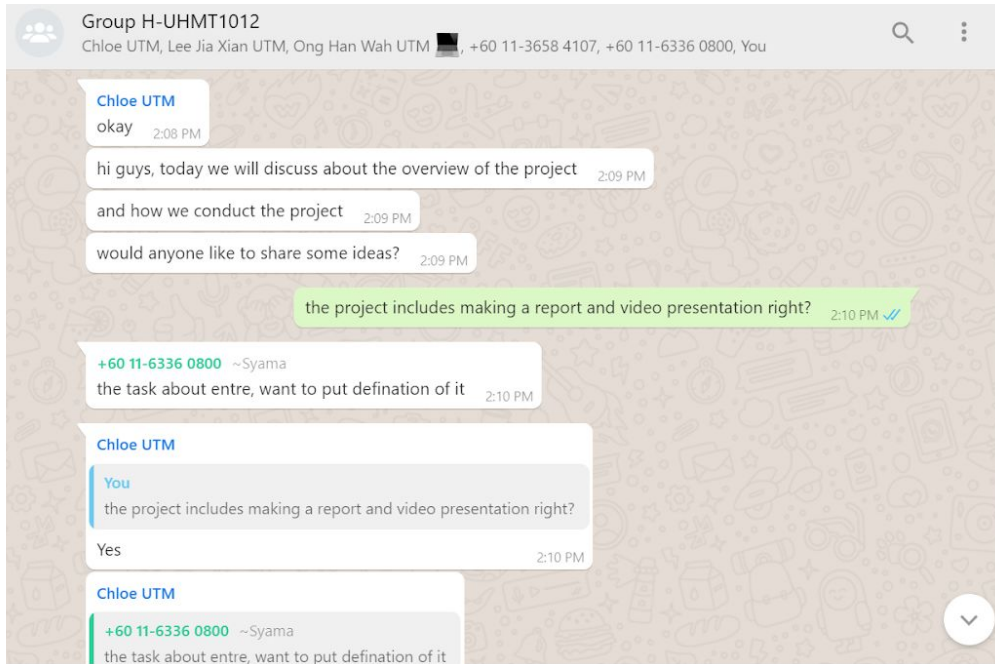 Group H-UHMT1012
Chloe UTM, Lee Jia Xian UTM, Ong Han Wah UTM 💻, +60 11-3658 4107, +60 11-6336 0800, You
Chloe UTM
okay 2:08 PM
hi guys, today we will discuss about the overview of the project 2:09 PM
and how we conduct the project 2:09 PM
would anyone like to share some ideas? 2:09 PM
the project includes making a report and video presentation right? 2:10 PM
+60 11-6336 0800 ~Syama
the task about entre, want to put defination of it 2:10 PM
Chloe UTM
You
the project includes making a report and video presentation right?
Yes 2:10 PM
Chloe UTM
+60 11-6336 0800 ~Syama
the task about entre, want to put defination of it